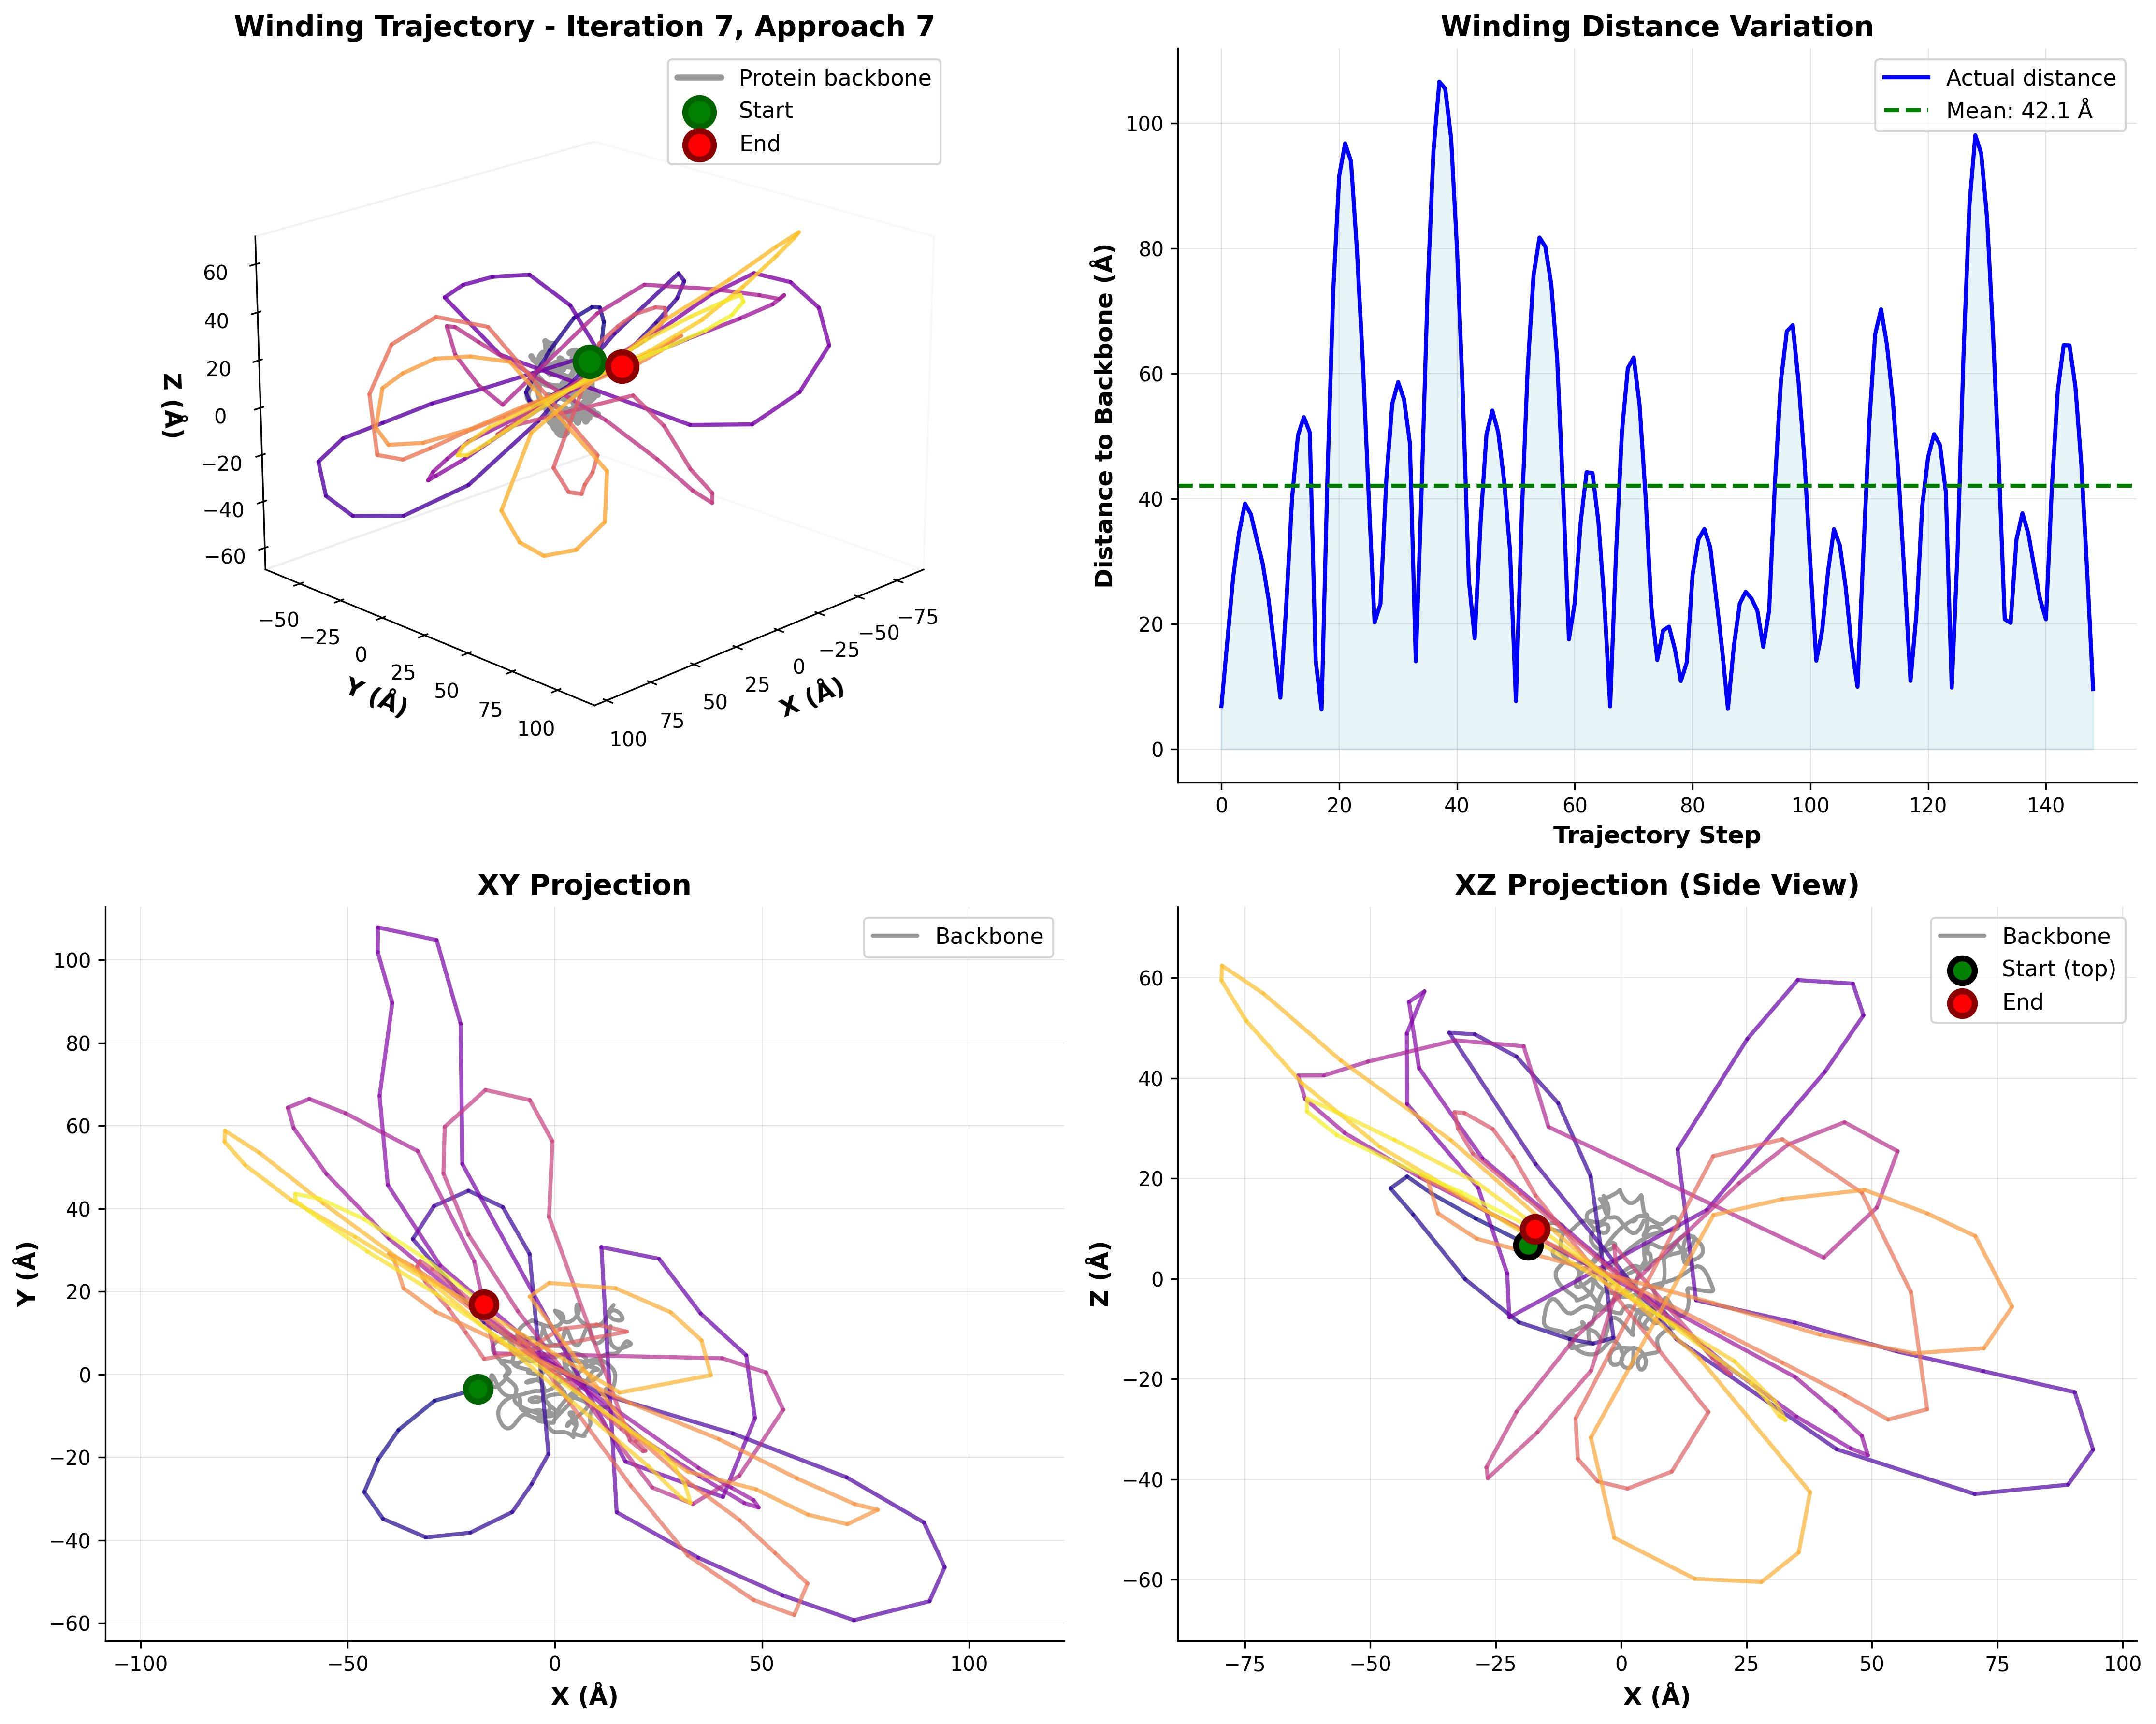 Winding Trajectory - Iteration 7, Approach 7
Protein backbone
Start
End
60
40
20
0
−20
−40
−60
Z (Å)
−50
−25
0
25
50
75
100
Y (Å)
−75
−50
−25
0
25
50
75
100
X (Å)
Winding Distance Variation
Actual distance
Mean: 42.1 Å
100
80
60
40
20
0
Distance to Backbone (Å)
0
20
40
60
80
100
120
140
Trajectory Step
XY Projection
Backbone
100
80
60
40
20
0
−20
−40
−60
Y (Å)
−100
−50
0
50
100
X (Å)
XZ Projection (Side View)
Backbone
Start (top)
End
60
40
20
0
−20
−40
−60
Z (Å)
−75
−50
−25
0
25
50
75
100
X (Å)